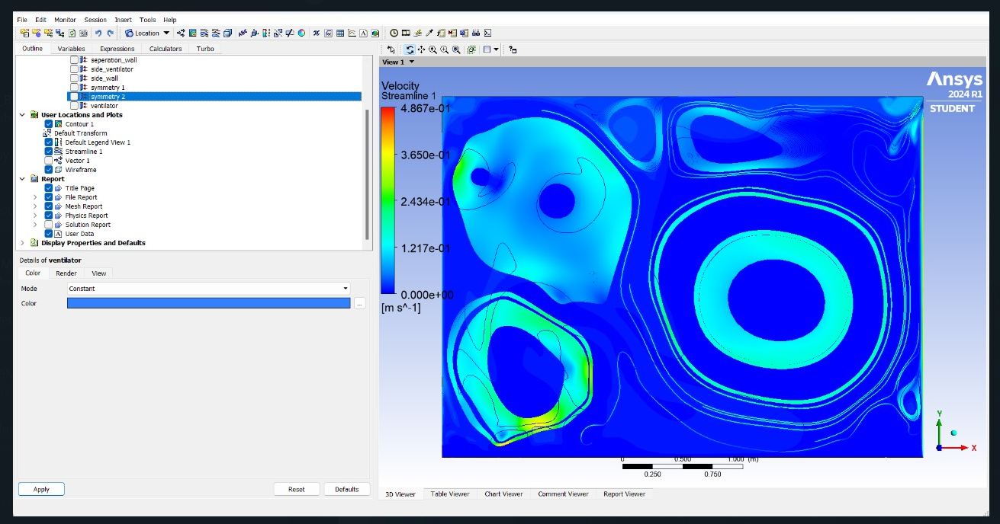 File Edit Monitor Session Insert Tools Help
Location
Outline Variables Expressions Calculators Turbo
seperation_wall
side_ventilator
side_wall
symmetry 1
symmetry 2
ventilator
User Locations and Plots
Contour 1
Default Transform
Default Legend View 1
Streamline 1
Vector 1
Wireframe
Report
Title Page
File Report
Mesh Report
Physics Report
Solution Report
User Data
Display Properties and Defaults
Details of ventilator
Color Render View
Mode Constant
Color
...
Apply Reset Defaults
View 1
Velocity
Streamline 1
4.867e-01
3.650e-01
2.434e-01
1.217e-01
0.000e+00
[m s^-1]
Ansys
2024 R1
STUDENT
Y
X
0 0.500 1.000 (m)
0.250 0.750
3D Viewer Table Viewer Chart Viewer Comment Viewer Report Viewer